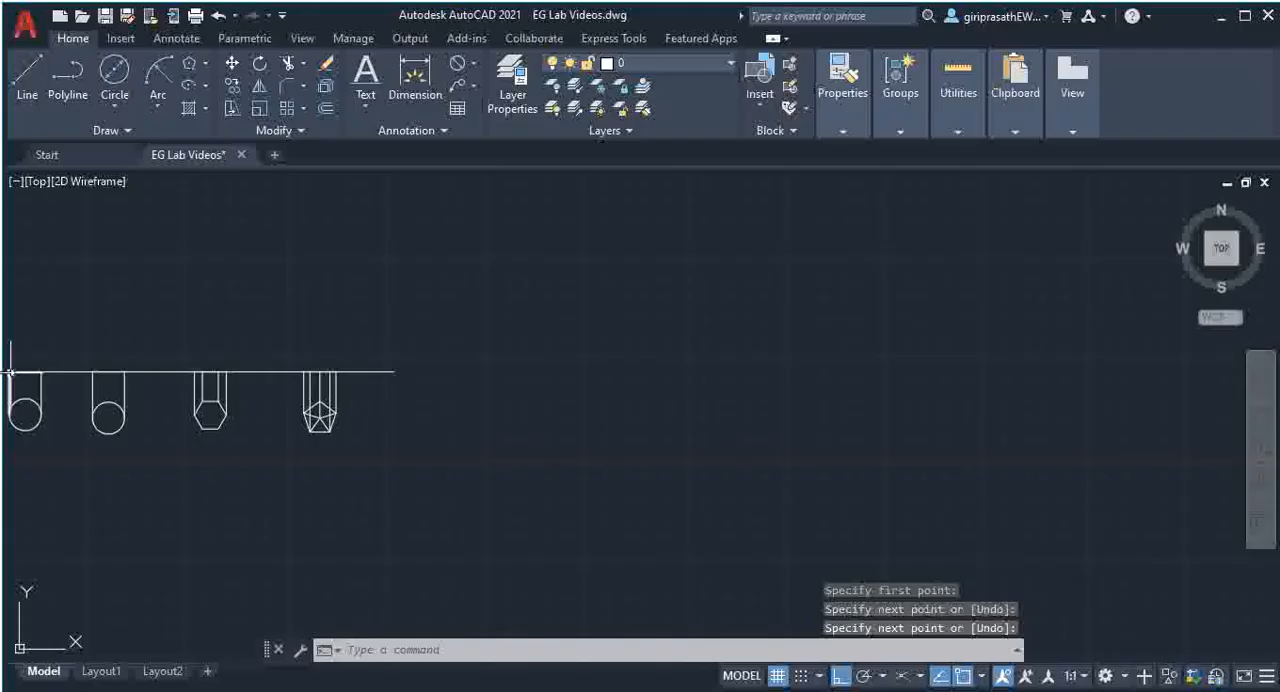 Autodesk AutoCAD 2021 EG Lab Videos.dwg
Type a keyword or phrase
giriprasathEW...
Home Insert Annotate Parametric View Manage Output Add-ins Collaborate Express Tools Featured Apps
0
Line Polyline Circle Arc Text Dimension Layer Properties Insert Properties Groups Utilities Clipboard View
Draw Modify Annotation Layers Block
Start EG Lab Videos*
[−][Top][2D Wireframe]
N
W TOP E
S
WCS
Y
X
Specify first point:
Specify next point or [Undo]:
Specify next point or [Undo]:
Type a command
Model Layout1 Layout2 +
MODEL 1:1